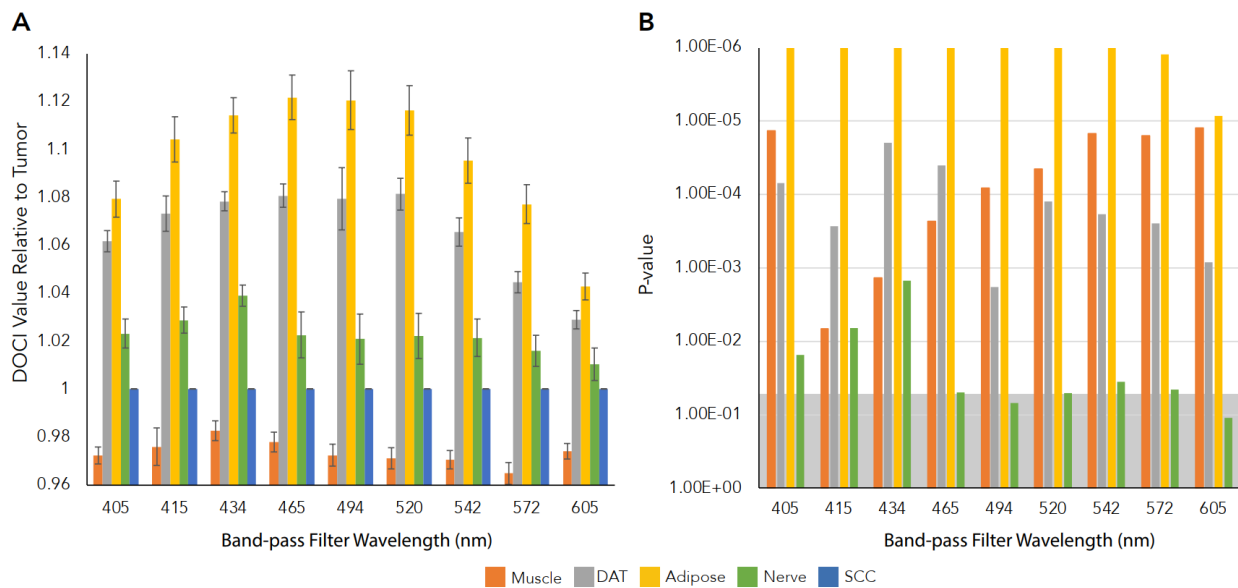 A
DOCI Value Relative to Tumor
1.14
1.12
1.1
1.08
1.06
1.04
1.02
1
0.98
0.96
405 415 434 465 494 520 542 572 605
Band-pass Filter Wavelength (nm)
B
P-value
1.00E-06
1.00E-05
1.00E-04
1.00E-03
1.00E-02
1.00E-01
1.00E+00
405 415 434 465 494 520 542 572 605
Band-pass Filter Wavelength (nm)
Muscle DAT Adipose Nerve SCC